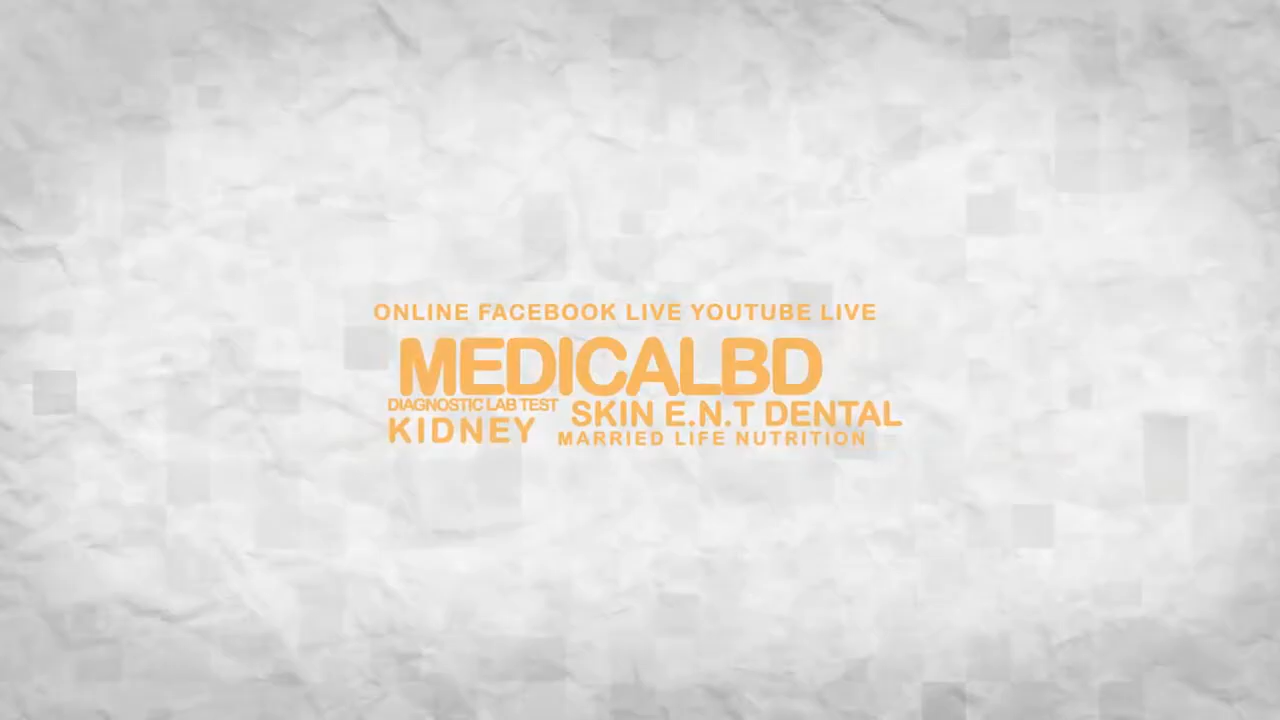 ONLINE FACEBOOK LIVE YOUTUBE LIVE
MEDICALBD
DIAGNOSTIC LAB TEST
SKIN E.N.T DENTAL
KIDNEY
MARRIED LIFE NUTRITION